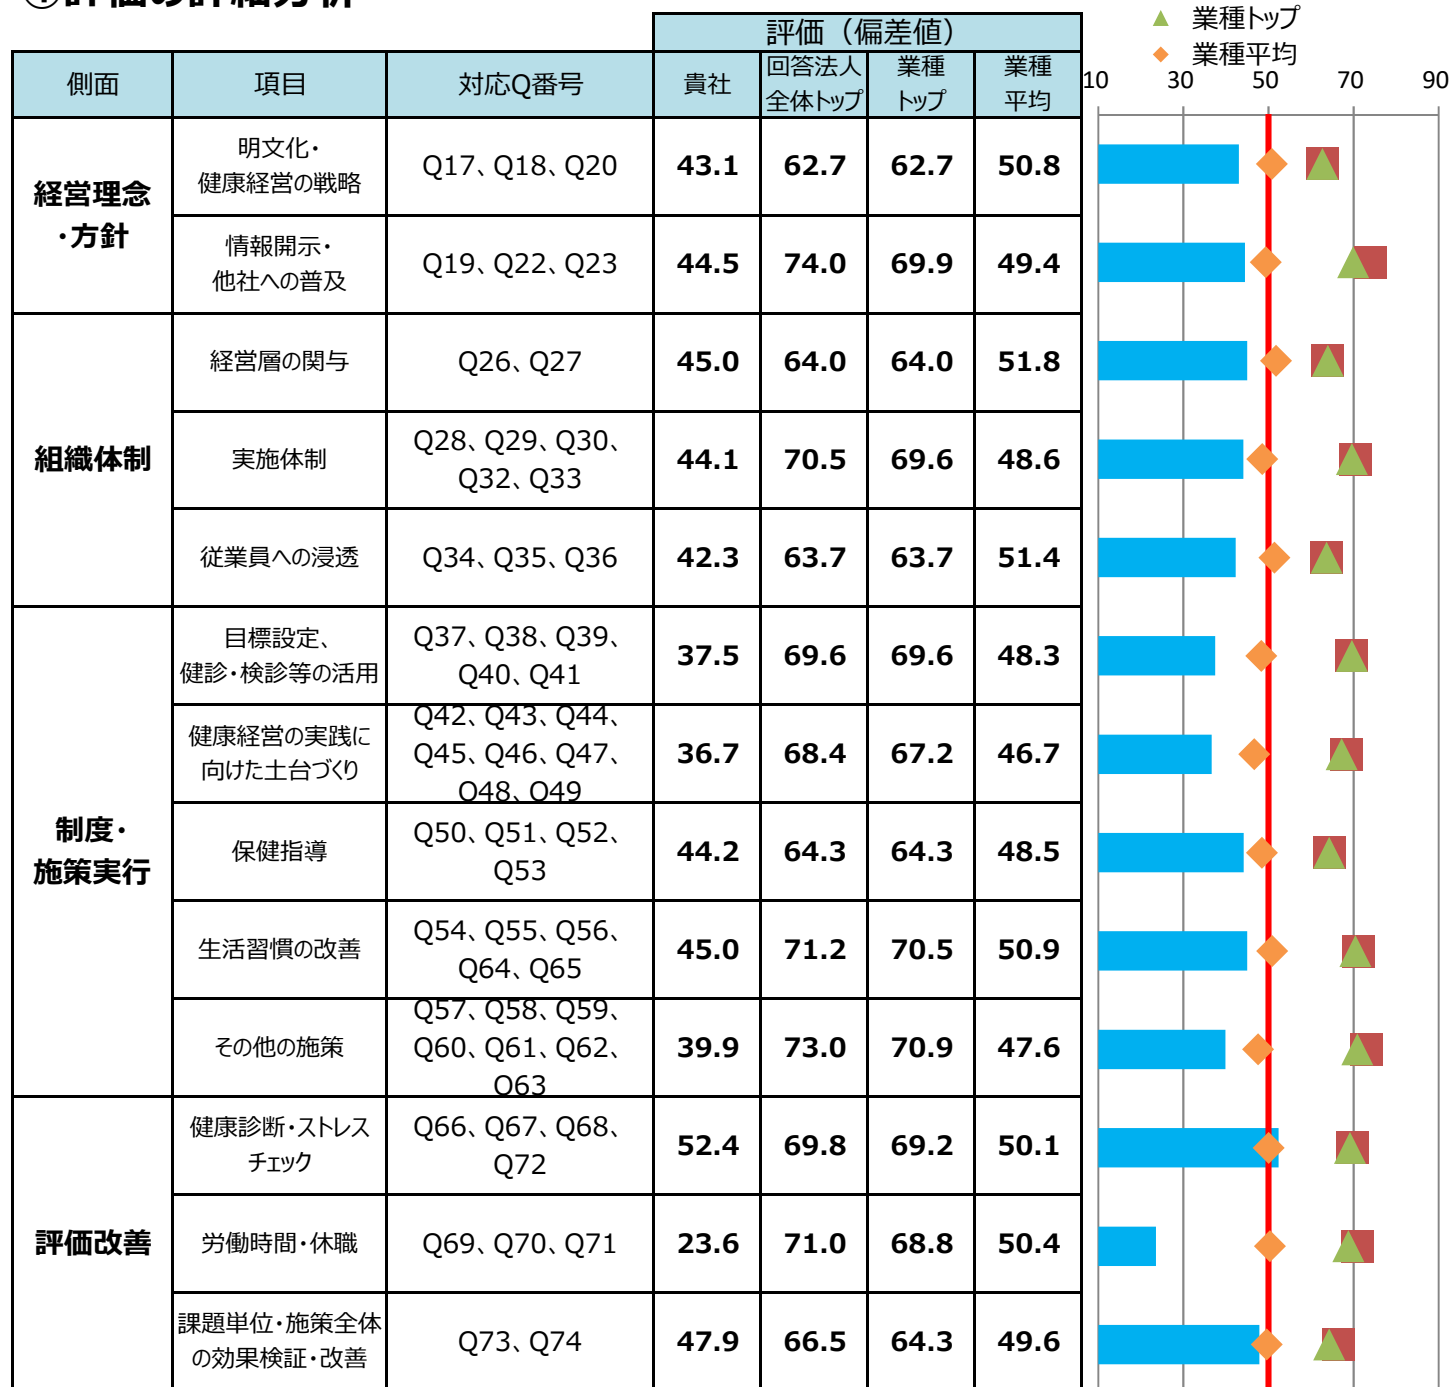 ①評価の詳細分析
▲ 業種トップ
◆ 業種平均
評価（偏差値）
側面 項目 対応Q番号 貴社 回答法人 業種 業種
全体トップ トップ 平均
10 30 50 70 90
経営理念
・方針
明文化・
健康経営の戦略
Q17、Q18、Q20 43.1 62.7 62.7 50.8
情報開示・
他社への普及
Q19、Q22、Q23 44.5 74.0 69.9 49.4
組織体制
経営層の関与 Q26、Q27 45.0 64.0 64.0 51.8
実施体制
Q28、Q29、Q30、
Q32、Q33
44.1 70.5 69.6 48.6
従業員への浸透 Q34、Q35、Q36 42.3 63.7 63.7 51.4
制度・
施策実行
目標設定、
健診・検診等の活用
Q37、Q38、Q39、
Q40、Q41
37.5 69.6 69.6 48.3
健康経営の実践に
向けた土台づくり
Q42、Q43、Q44、
Q45、Q46、Q47、
Q48、Q49
36.7 68.4 67.2 46.7
保健指導
Q50、Q51、Q52、
Q53
44.2 64.3 64.3 48.5
生活習慣の改善
Q54、Q55、Q56、
Q64、Q65
45.0 71.2 70.5 50.9
その他の施策
Q57、Q58、Q59、
Q60、Q61、Q62、
Q63
39.9 73.0 70.9 47.6
評価改善
健康診断・ストレス
チェック
Q66、Q67、Q68、
Q72
52.4 69.8 69.2 50.1
労働時間・休職 Q69、Q70、Q71 23.6 71.0 68.8 50.4
課題単位・施策全体
の効果検証・改善
Q73、Q74 47.9 66.5 64.3 49.6